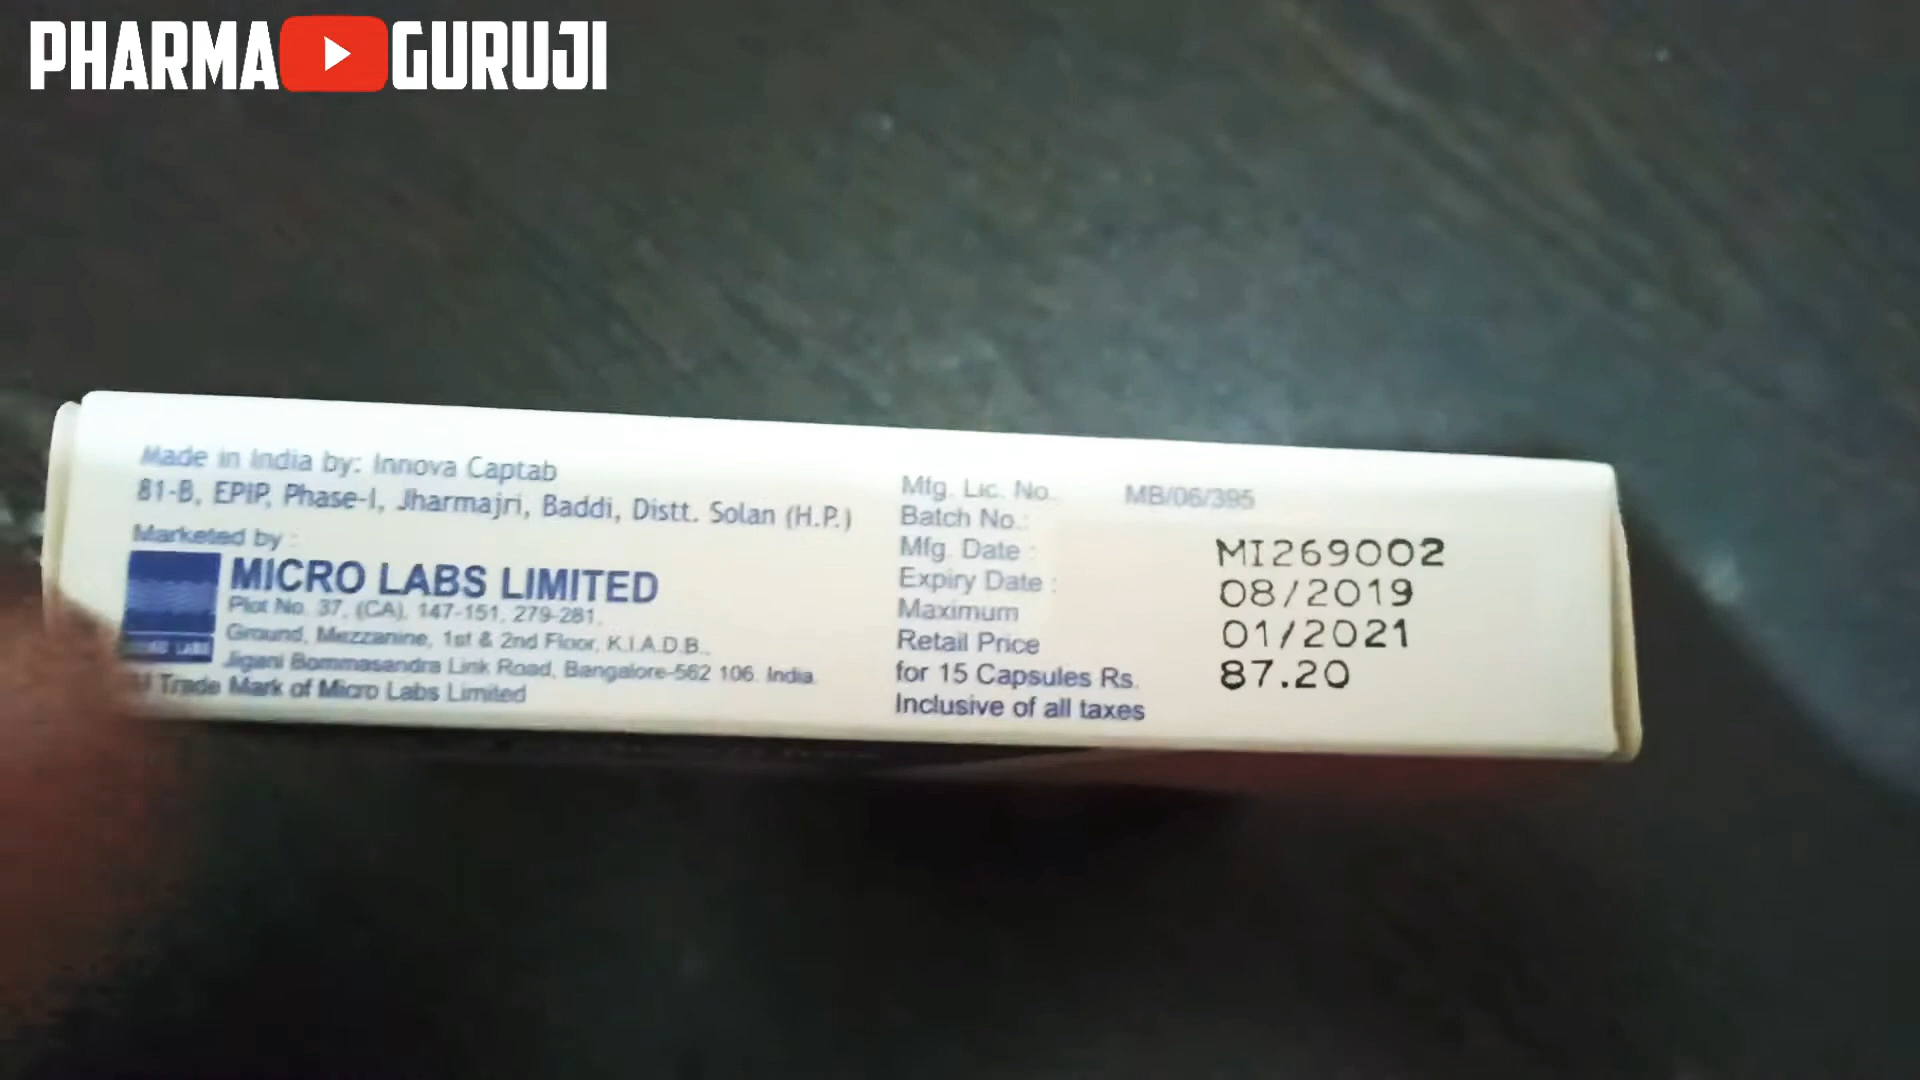 PHARMA GURUJI
Made in India by: Innova Captab
81-B, EPIP, Phase-I, Jharmajri, Baddi, Distt. Solan (H.P.)
Marketed by :
MICRO LABS LIMITED
Plot No. 37, (CA), 147-151, 279-281,
Ground, Mezzanine, 1st & 2nd Floor, K.I.A.D.B.,
Jigani Bommasandra Link Road, Bangalore-562 106. India.
Trade Mark of Micro Labs Limited
Mfg. Lic. No. MB/06/395
Batch No.: MI269002
Mfg. Date : 08/2019
Expiry Date : 01/2021
Maximum
Retail Price
for 15 Capsules Rs. 87.20
Inclusive of all taxes